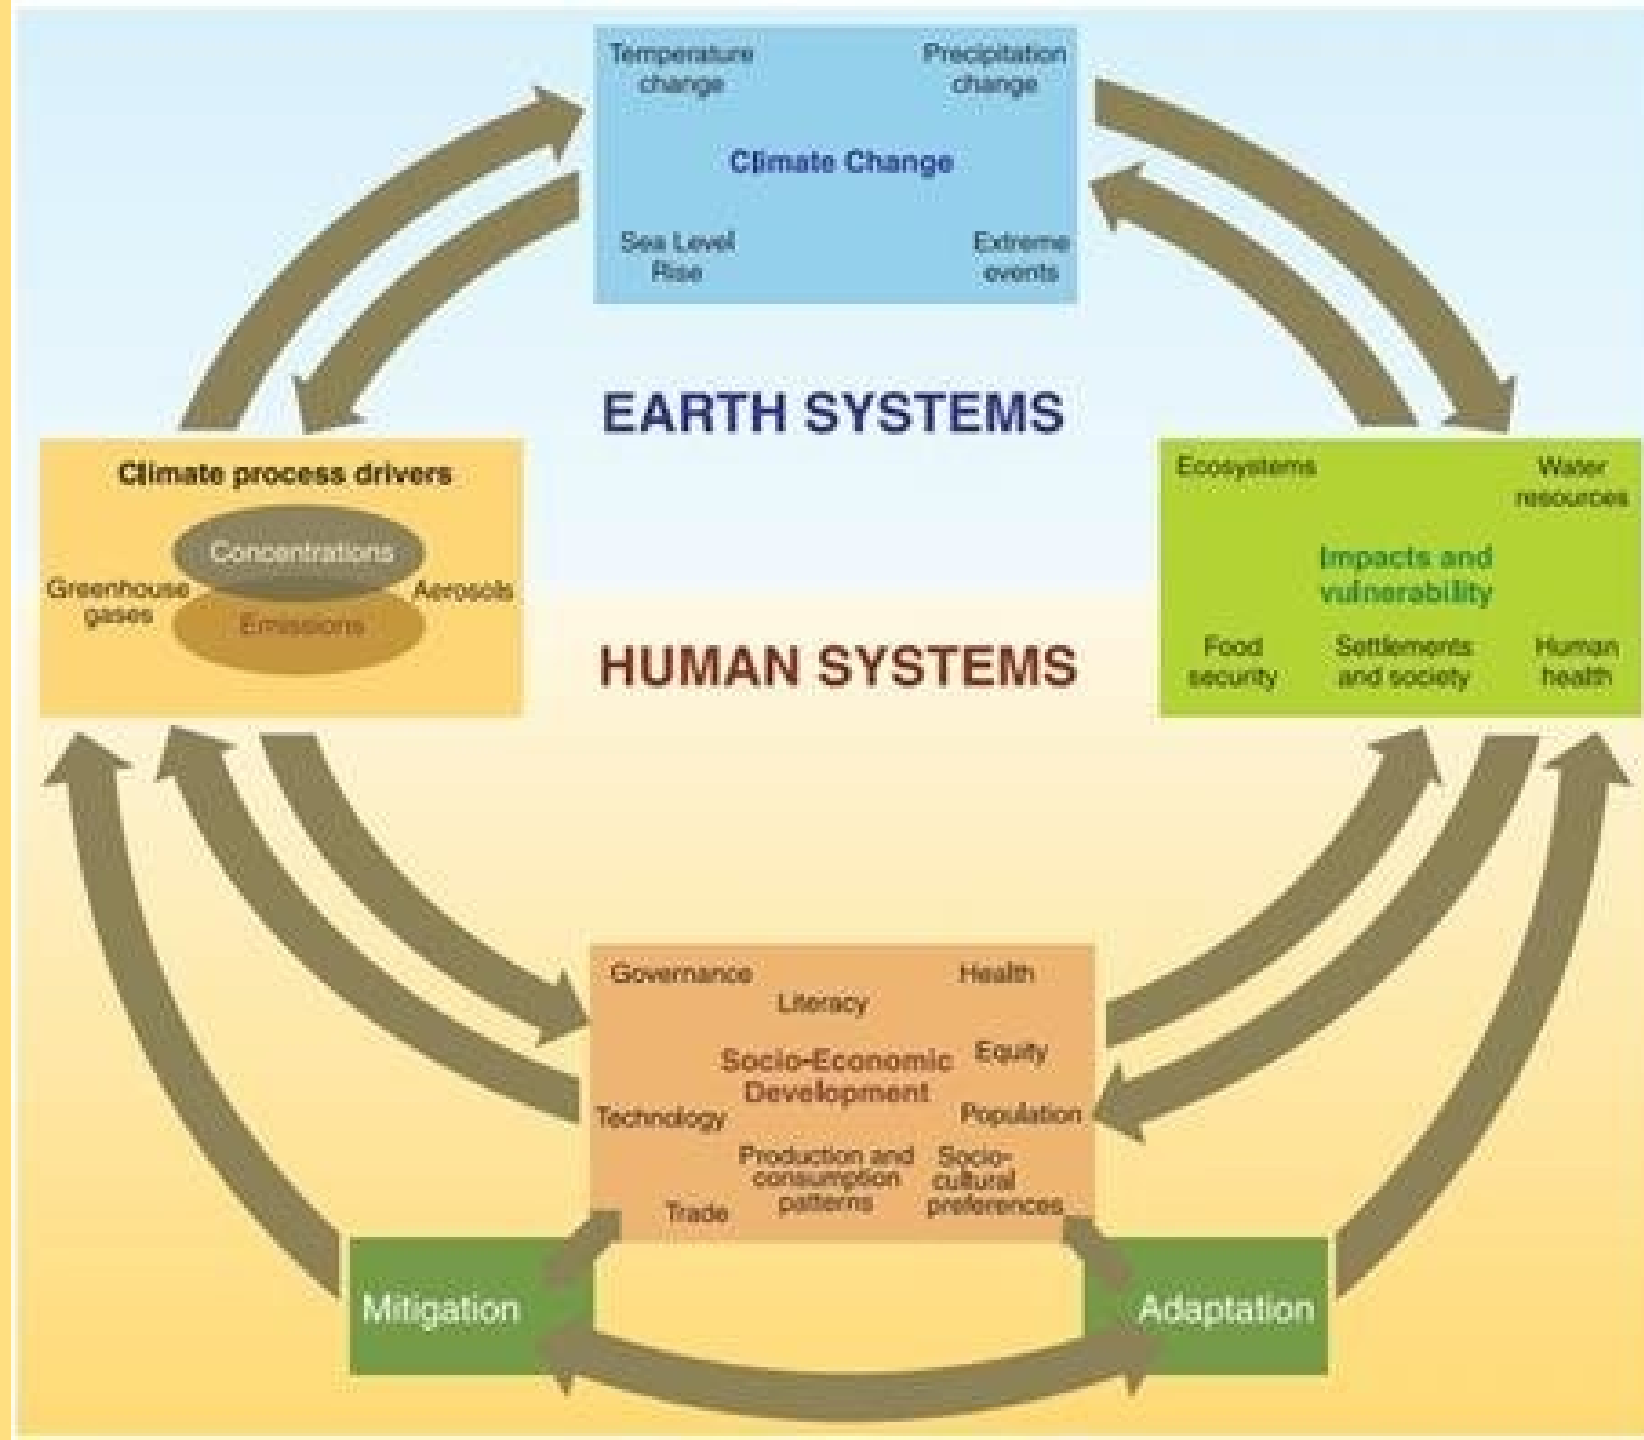 Temperature
change
Precipitation
change
Climate Change
Sea Level
Rise
Extreme
events
EARTH SYSTEMS
Climate process drivers
Concentrations
Greenhouse
gases
Aerosols
Emissions
Ecosystems
Water
resources
Impacts and
vulnerability
Food
security
Settlements
and society
Human
health
HUMAN SYSTEMS
Governance
Health
Literacy
Socio-Economic
Development
Equity
Technology
Population
Production and
consumption
patterns
Socio-
cultural
preferences
Trade
Mitigation
Adaptation